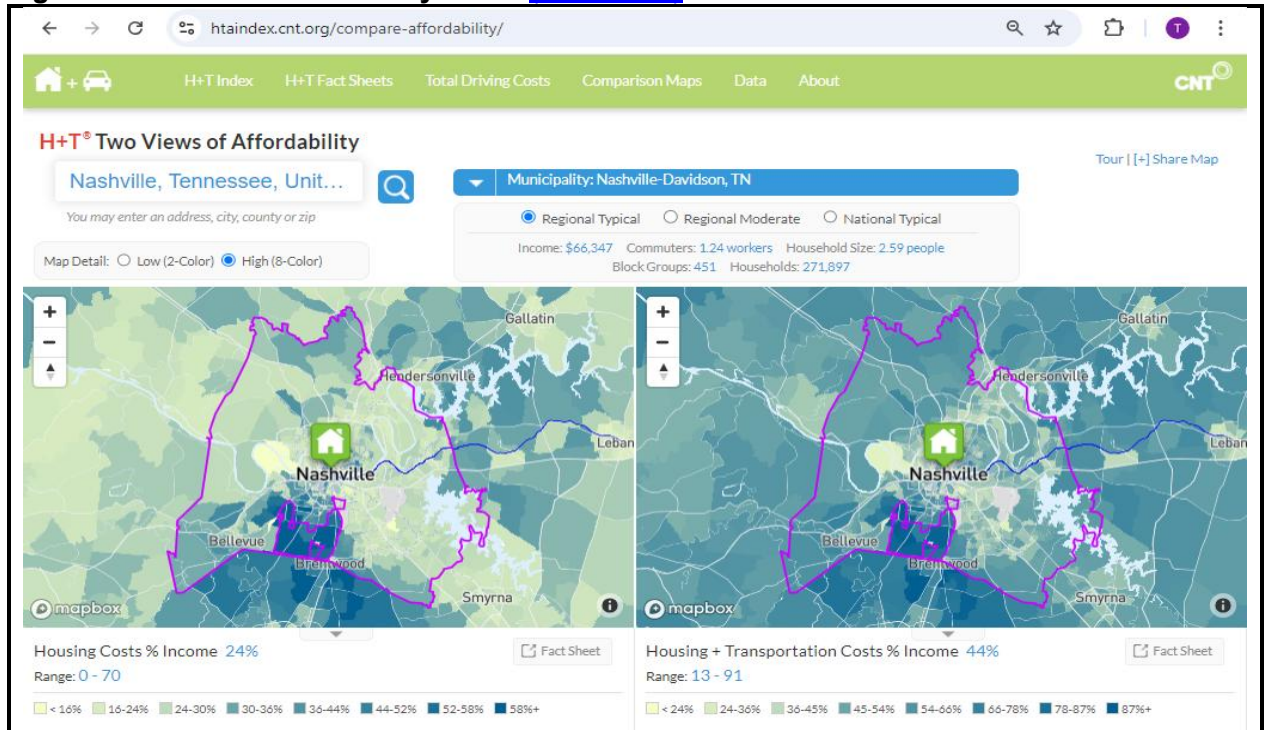 htaindex.cnt.org/compare-affordability/
T
+
H+T Index H+T Fact Sheets Total Driving Costs Comparison Maps Data About
CNT
H+T® Two Views of Affordability
Tour | [+] Share Map
Nashville, Tennessee, Unit...
You may enter an address, city, county or zip
Municipality: Nashville-Davidson, TN
Regional Typical Regional Moderate National Typical
Income: $66,347 Commuters: 1.24 workers Household Size: 2.59 people
Block Groups: 451 Households: 271,897
Map Detail: Low (2-Color) High (8-Color)
+
−
Gallatin
Hendersonville
Leban
Nashville
Bellevue
Brentwood
Smyrna
mapbox
i
+
−
Gallatin
Hendersonville
Leban
Nashville
Bellevue
Brentwood
Smyrna
mapbox
i
Housing Costs % Income 24%
Fact Sheet
Range: 0 - 70
< 16% 16-24% 24-30% 30-36% 36-44% 44-52% 52-58% 58%+
Housing + Transportation Costs % Income 44%
Fact Sheet
Range: 13 - 91
< 24% 24-36% 36-45% 45-54% 54-66% 66-78% 78-87% 87%+